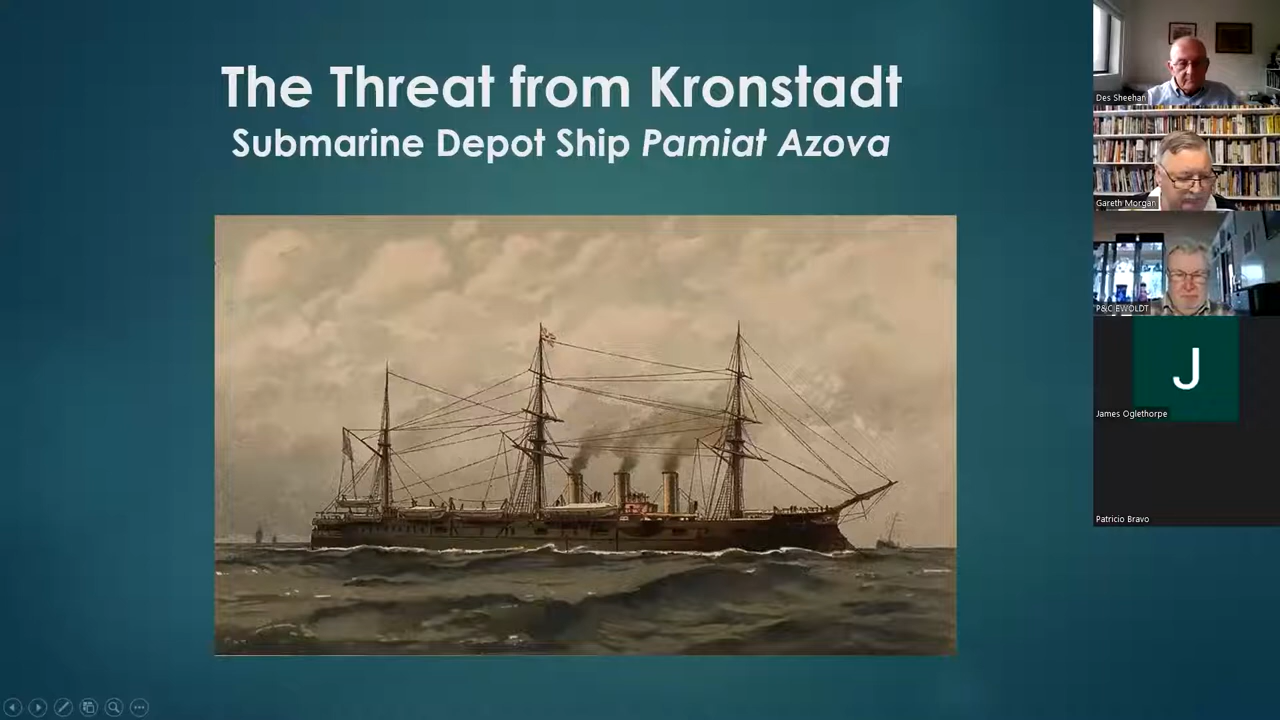 The Threat from Kronstadt
Submarine Depot Ship Pamiat Azova
Des Sheehan
Gareth Morgan
P&C EWOLDT
J
James Oglethorpe
Patricio Bravo